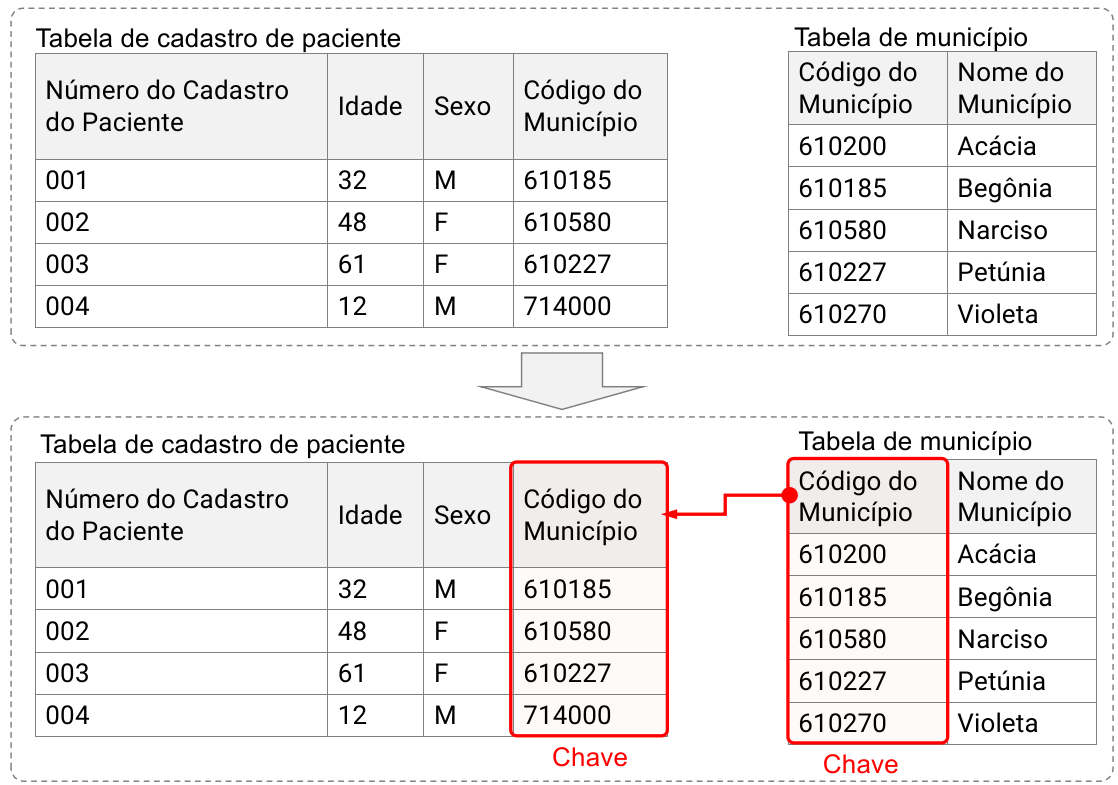 Tabela de cadastro de paciente
Número do Cadastro
do Paciente
Idade
Sexo
Código do
Município
001 32 M 610185
002 48 F 610580
003 61 F 610227
004 12 M 714000
Tabela de município
Código do
Município
Nome do
Município
610200 Acácia
610185 Begônia
610580 Narciso
610227 Petúnia
610270 Violeta
Tabela de cadastro de paciente
Número do Cadastro
do Paciente
Idade
Sexo
Código do
Município
001 32 M 610185
002 48 F 610580
003 61 F 610227
004 12 M 714000
Chave
Tabela de município
Código do
Município
Nome do
Município
610200 Acácia
610185 Begônia
610580 Narciso
610227 Petúnia
610270 Violeta
Chave